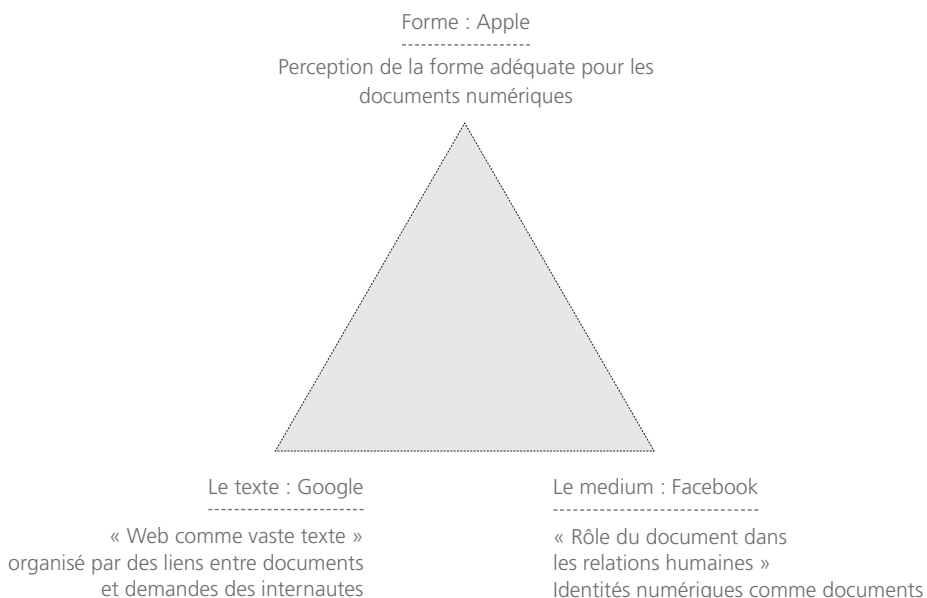 Forme : Apple
Perception de la forme adéquate pour les
documents numériques
Le texte : Google
« Web comme vaste texte »
organisé par des liens entre documents
et demandes des internautes
Le medium : Facebook
« Rôle du document dans
les relations humaines »
Identités numériques comme documents